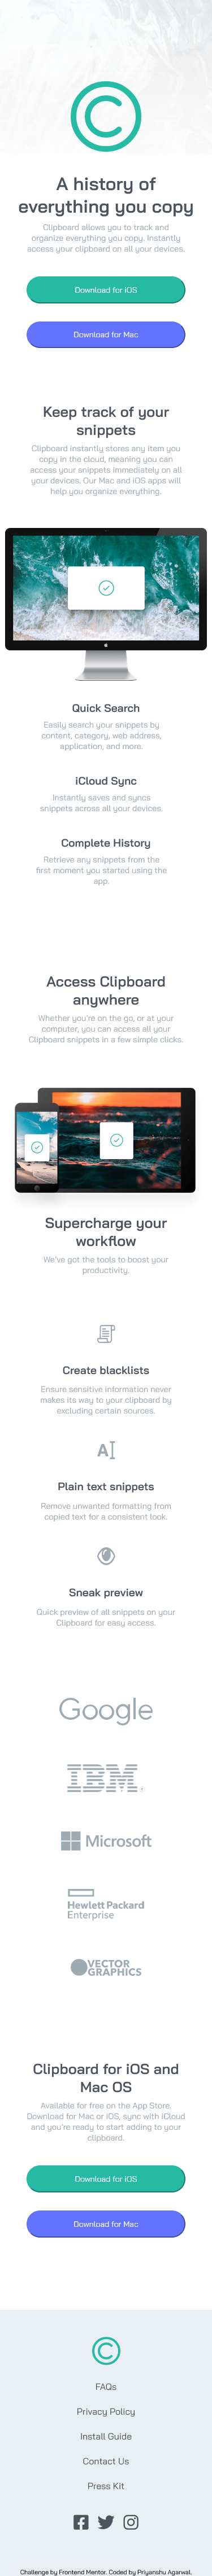 A history of
everything you copy
Clipboard allows you to track and
organize everything you copy. Instantly
access your clipboard on all your devices.
Download for iOS
Download for Mac
Keep track of your
snippets
Clipboard instantly stores any item you
copy in the cloud, meaning you can
access your snippets immediately on all
your devices. Our Mac and iOS apps will
help you organize everything.
Quick Search
Easily search your snippets by
content, category, web address,
application, and more.
iCloud Sync
Instantly saves and syncs
snippets across all your devices.
Complete History
Retrieve any snippets from the
first moment you started using the
app.
Access Clipboard
anywhere
Whether you're on the go, or at your
computer, you can access all your
Clipboard snippets in a few simple clicks.
Supercharge your
workflow
We've got the tools to boost your
productivity.
Create blacklists
Ensure sensitive information never
makes its way to your clipboard by
excluding certain sources.
Plain text snippets
Remove unwanted formatting from
copied text for a consistent look.
Sneak preview
Quick preview of all snippets on your
Clipboard for easy access.
Google
IBM
Microsoft
Hewlett Packard
Enterprise
VECTOR
GRAPHICS
Clipboard for iOS and
Mac OS
Available for free on the App Store.
Download for Mac or iOS, sync with iCloud
and you're ready to start adding to your
clipboard.
Download for iOS
Download for Mac
FAQs
Privacy Policy
Install Guide
Contact Us
Press Kit
Challenge by Frontend Mentor. Coded by Priyanshu Agarwal.